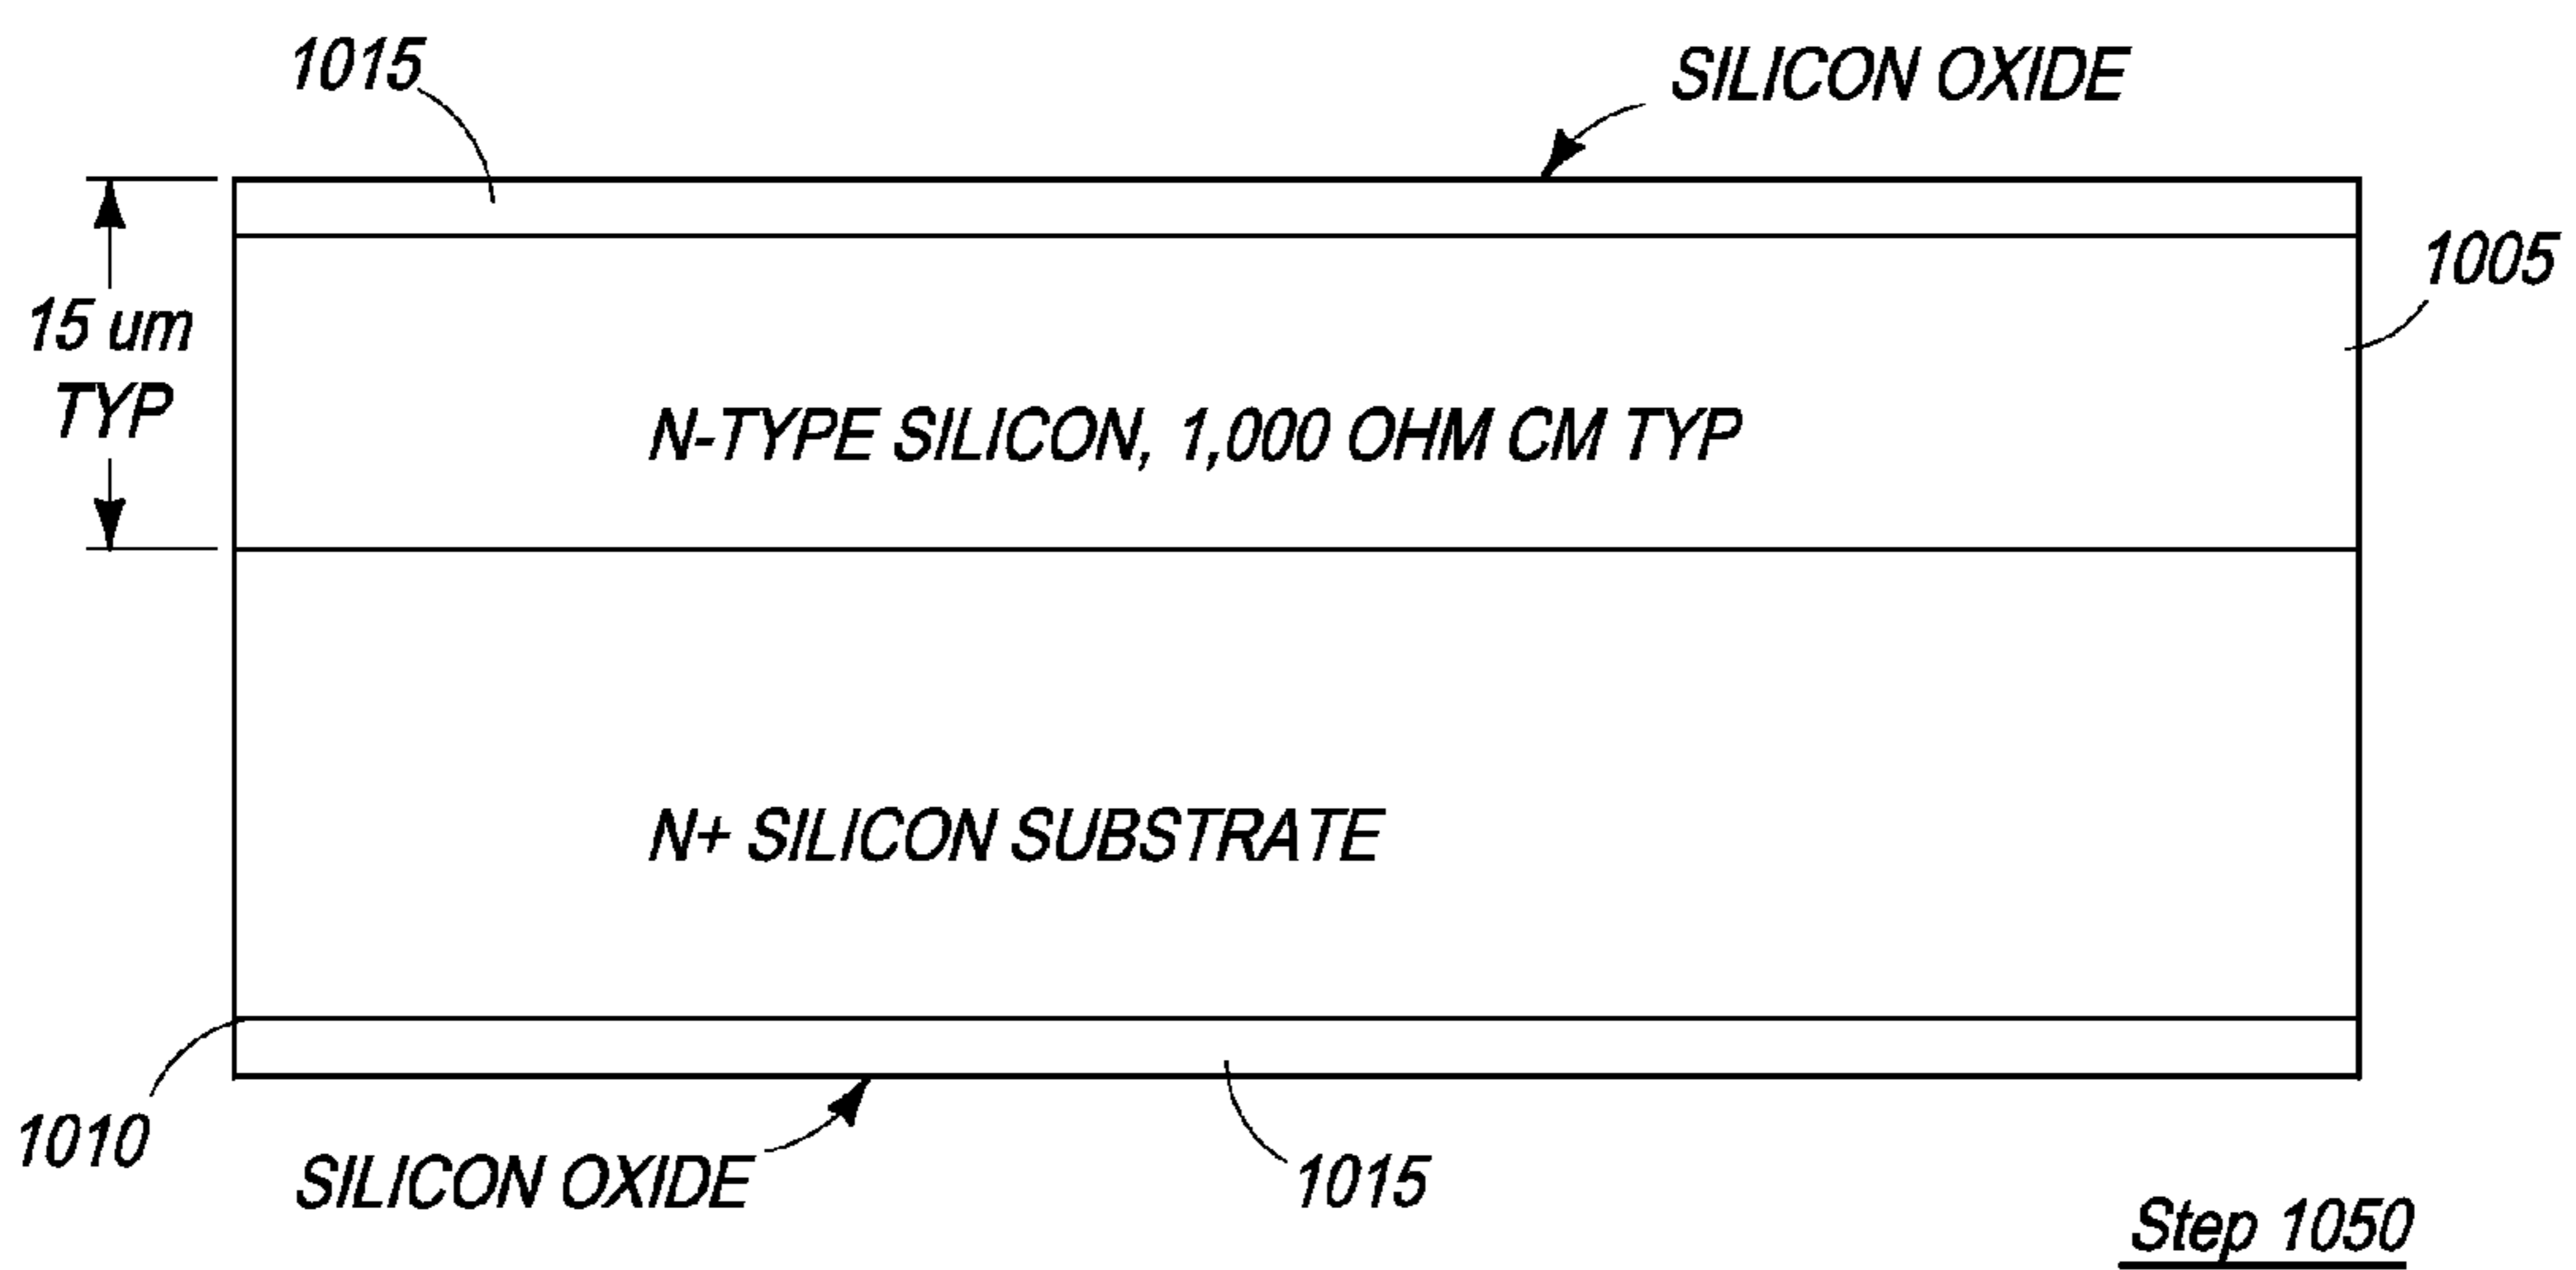 1015
SILICON OXIDE
1005
15 um
TYP
N-TYPE SILICON, 1,000 OHM CM TYP
N+ SILICON SUBSTRATE
1010
SILICON OXIDE
1015
Step 1050